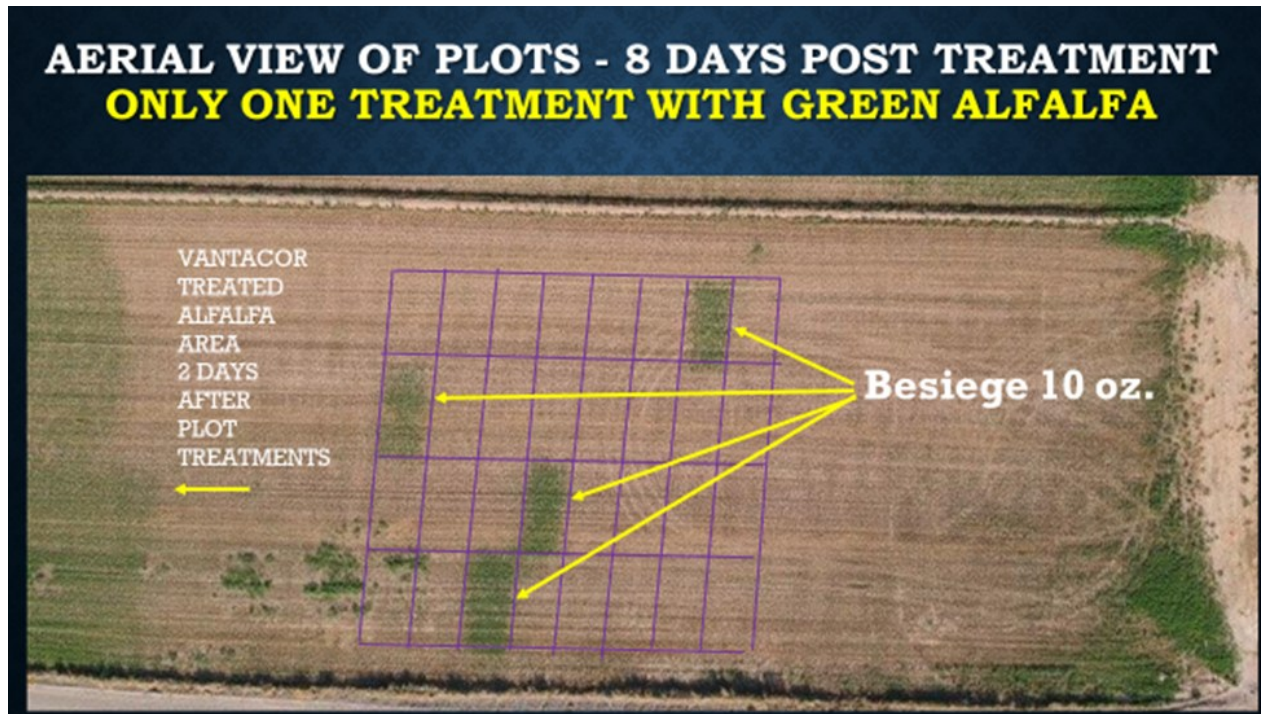 AERIAL VIEW OF PLOTS - 8 DAYS POST TREATMENT
ONLY ONE TREATMENT WITH GREEN ALFALFA
VANTACOR
TREATED
ALFALFA
AREA
2 DAYS
AFTER
PLOT
TREATMENTS
Besiege 10 oz.